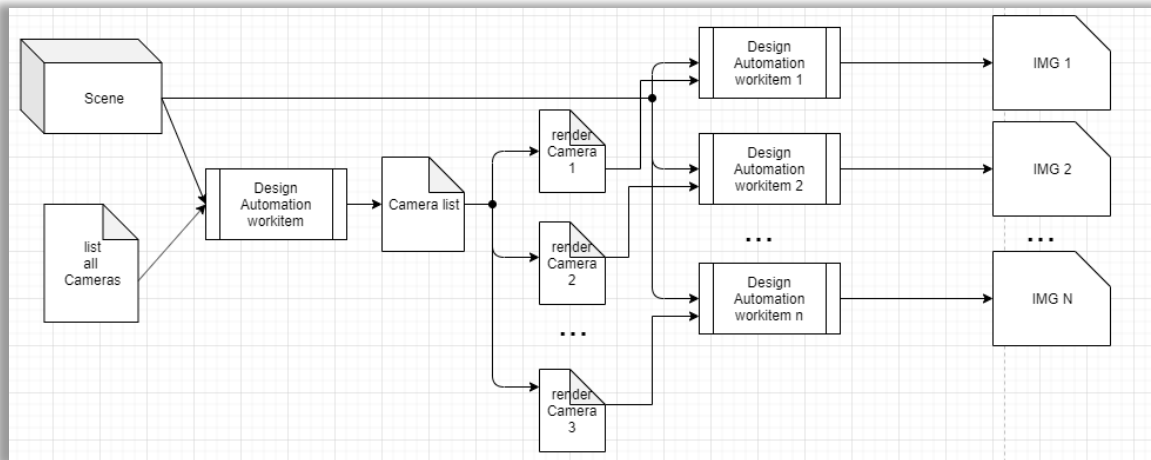 Scene
list
all
Cameras
Design
Automation
workitem
Camera list
render
Camera
1
render
Camera
2
...
render
Camera
3
Design
Automation
workitem 1
Design
Automation
workitem 2
...
Design
Automation
workitem n
IMG 1
IMG 2
...
IMG N